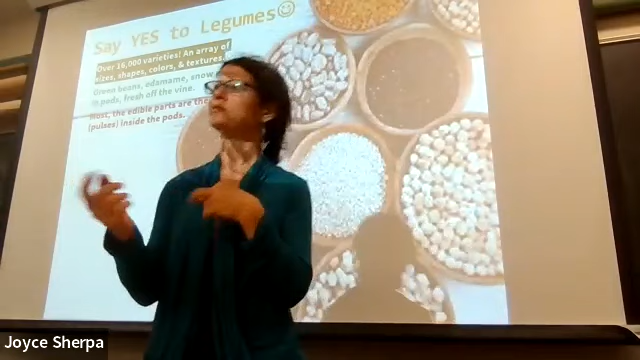 Say YES to Legumes☺
Over 16,000 varieties! An array of
sizes, shapes, colors, & textures.
Green beans, edamame, snow
pods, fresh off the vine.
Most, the edible parts are the
(pulses) inside the pods.
Joyce Sherpa